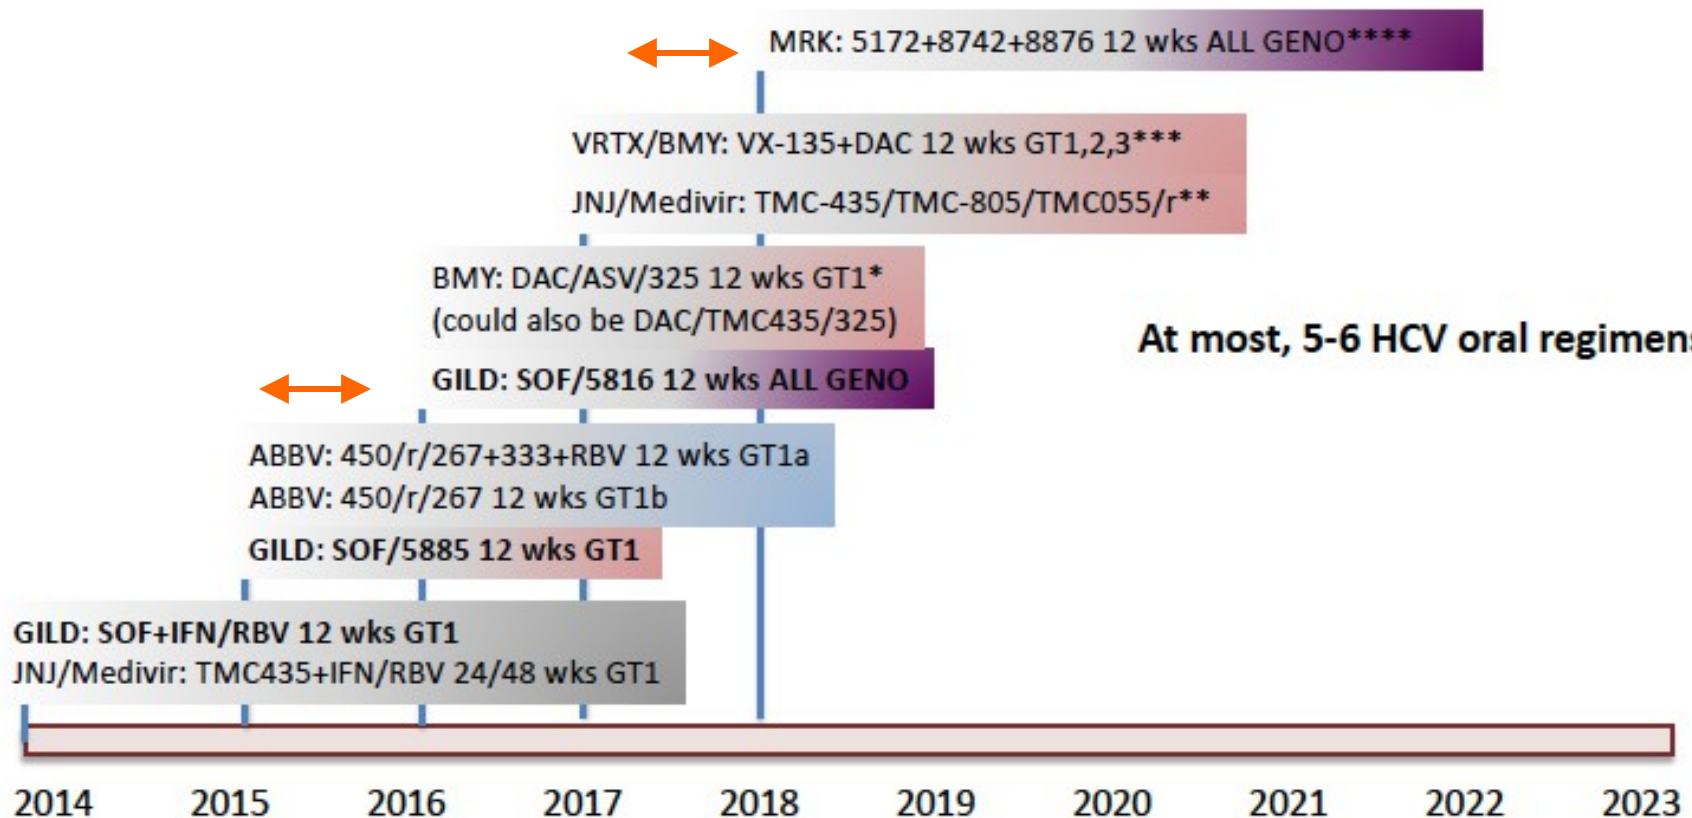 MRK: 5172+8742+8876 12 wks ALL GENO****
VRTX/BMY: VX-135+DAC 12 wks GT1,2,3***
JNJ/Medivir: TMC-435/TMC-805/TMC055/r**
BMY: DAC/ASV/325 12 wks GT1*
(could also be DAC/TMC435/325)
At most, 5-6 HCV oral regimens
GILD: SOF/5816 12 wks ALL GENO
ABBV: 450/r/267+333+RBV 12 wks GT1a
ABBV: 450/r/267 12 wks GT1b
GILD: SOF/5885 12 wks GT1
GILD: SOF+IFN/RBV 12 wks GT1
JNJ/Medivir: TMC435+IFN/RBV 24/48 wks GT1
2014 2015 2016 2017 2018 2019 2020 2021 2022 2023